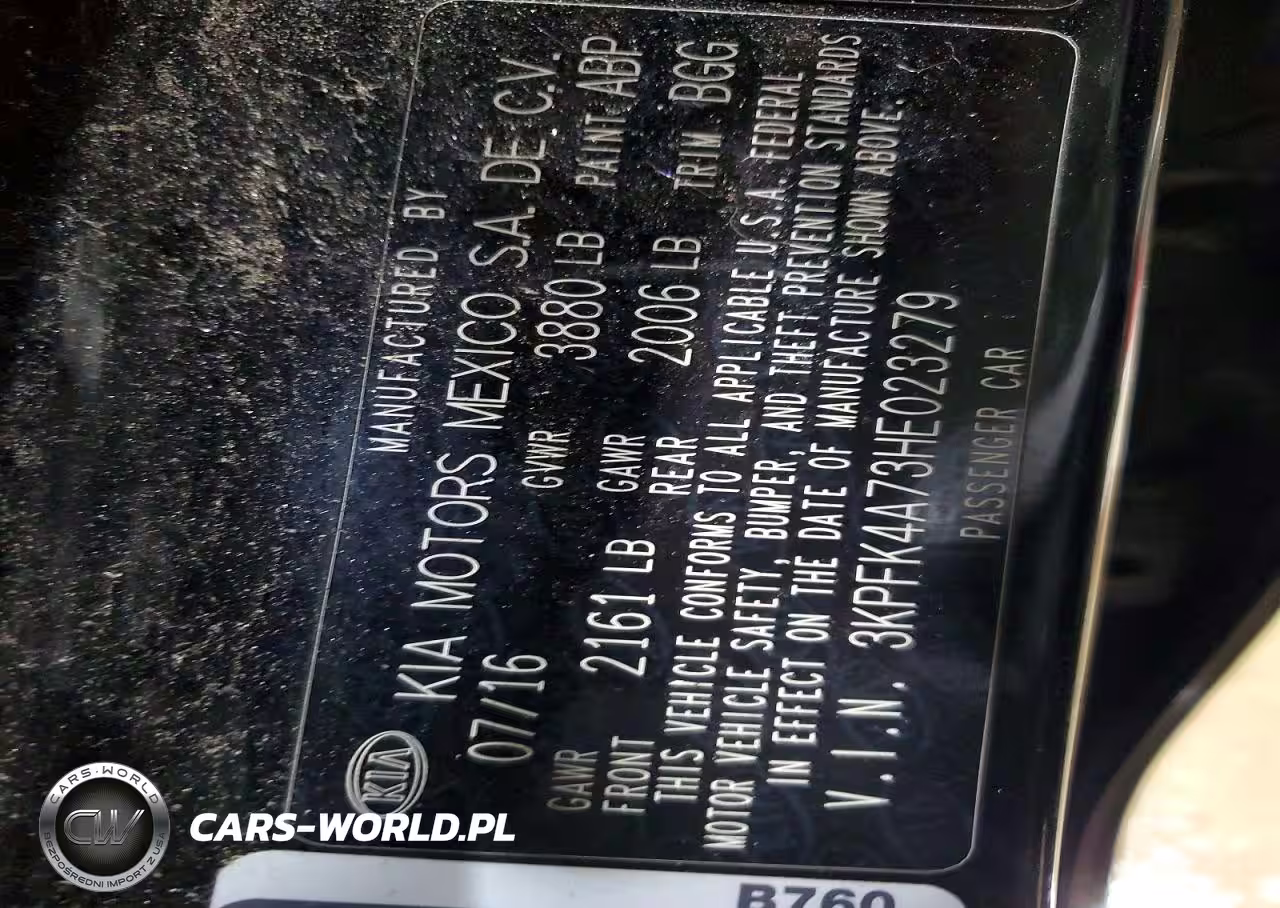 MANUFACTURED BY
KIA KIA MOTORS MEXICO S.A. DE C.V.
07/16 GVWR 3880 LB PAINT ABP
GAWR FRONT 2161 LB GAWR REAR 2006 LB TRIM BGG
THIS VEHICLE CONFORMS TO ALL APPLICABLE U.S.A. FEDERAL
MOTOR VEHICLE SAFETY, BUMPER, AND THEFT PREVENTION STANDARDS
IN EFFECT ON THE DATE OF MANUFACTURE SHOWN ABOVE.
V.I.N. 3KPFK4A73HE023279
PASSENGER CAR
B760
CARS-WORLD
CW
BEZPOŚREDNI IMPORT Z USA
CARS-WORLD.PL